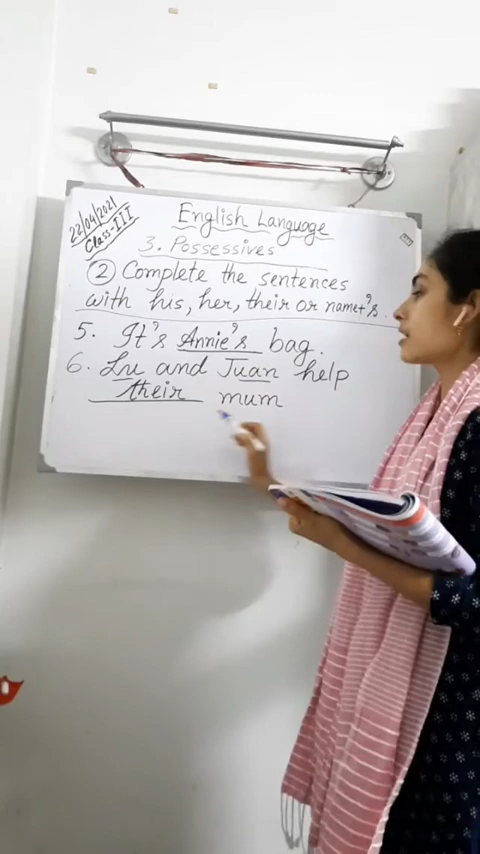 22/04/2021
Class-III
English Language
3. Possessives
2 Complete the sentences
with his, her, their or name+'s.
5. It's Annie's bag.
6. Lu and Juan help
their mum